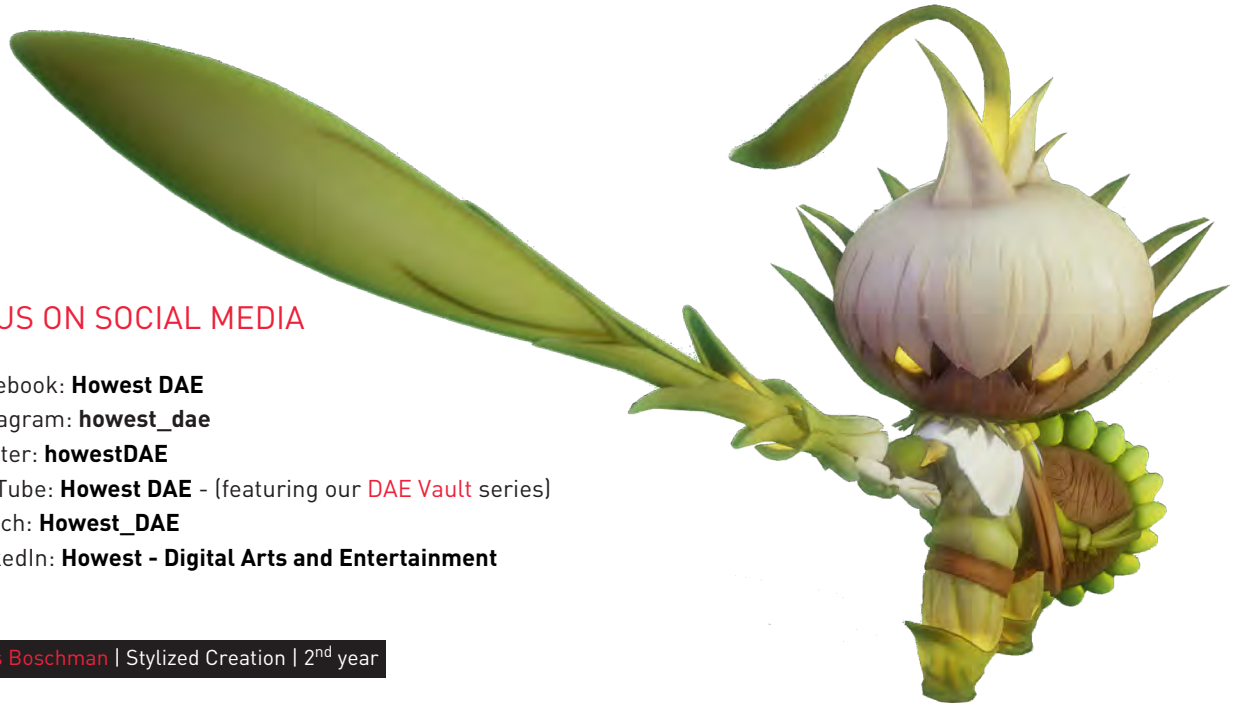 US ON SOCIAL MEDIA
ebook: Howest DAE
agram: howest_dae
ter: howestDAE
Tube: Howest DAE - (featuring our DAE Vault series)
ch: Howest_DAE
kedIn: Howest - Digital Arts and Entertainment
s Boschman | Stylized Creation | 2nd year